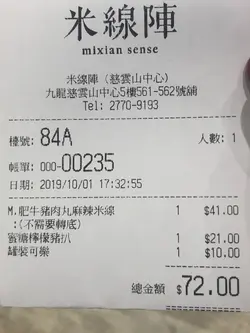 米線陣
mixian sense
米線陣 (慈雲山中心)
九龍慈雲山中心5樓561-562號舖
Tel: 2770-9193
檯號: 84A 人數: 1
帳單: 000-00235
日期: 2019/10/01 17:32:55
M.肥牛豬肉丸麻辣米線 1 $41.00
:(不需要轉底)
蜜糖檸檬豬扒 1 $21.00
罐裝可樂 1 $10.00
總金額 $72.00